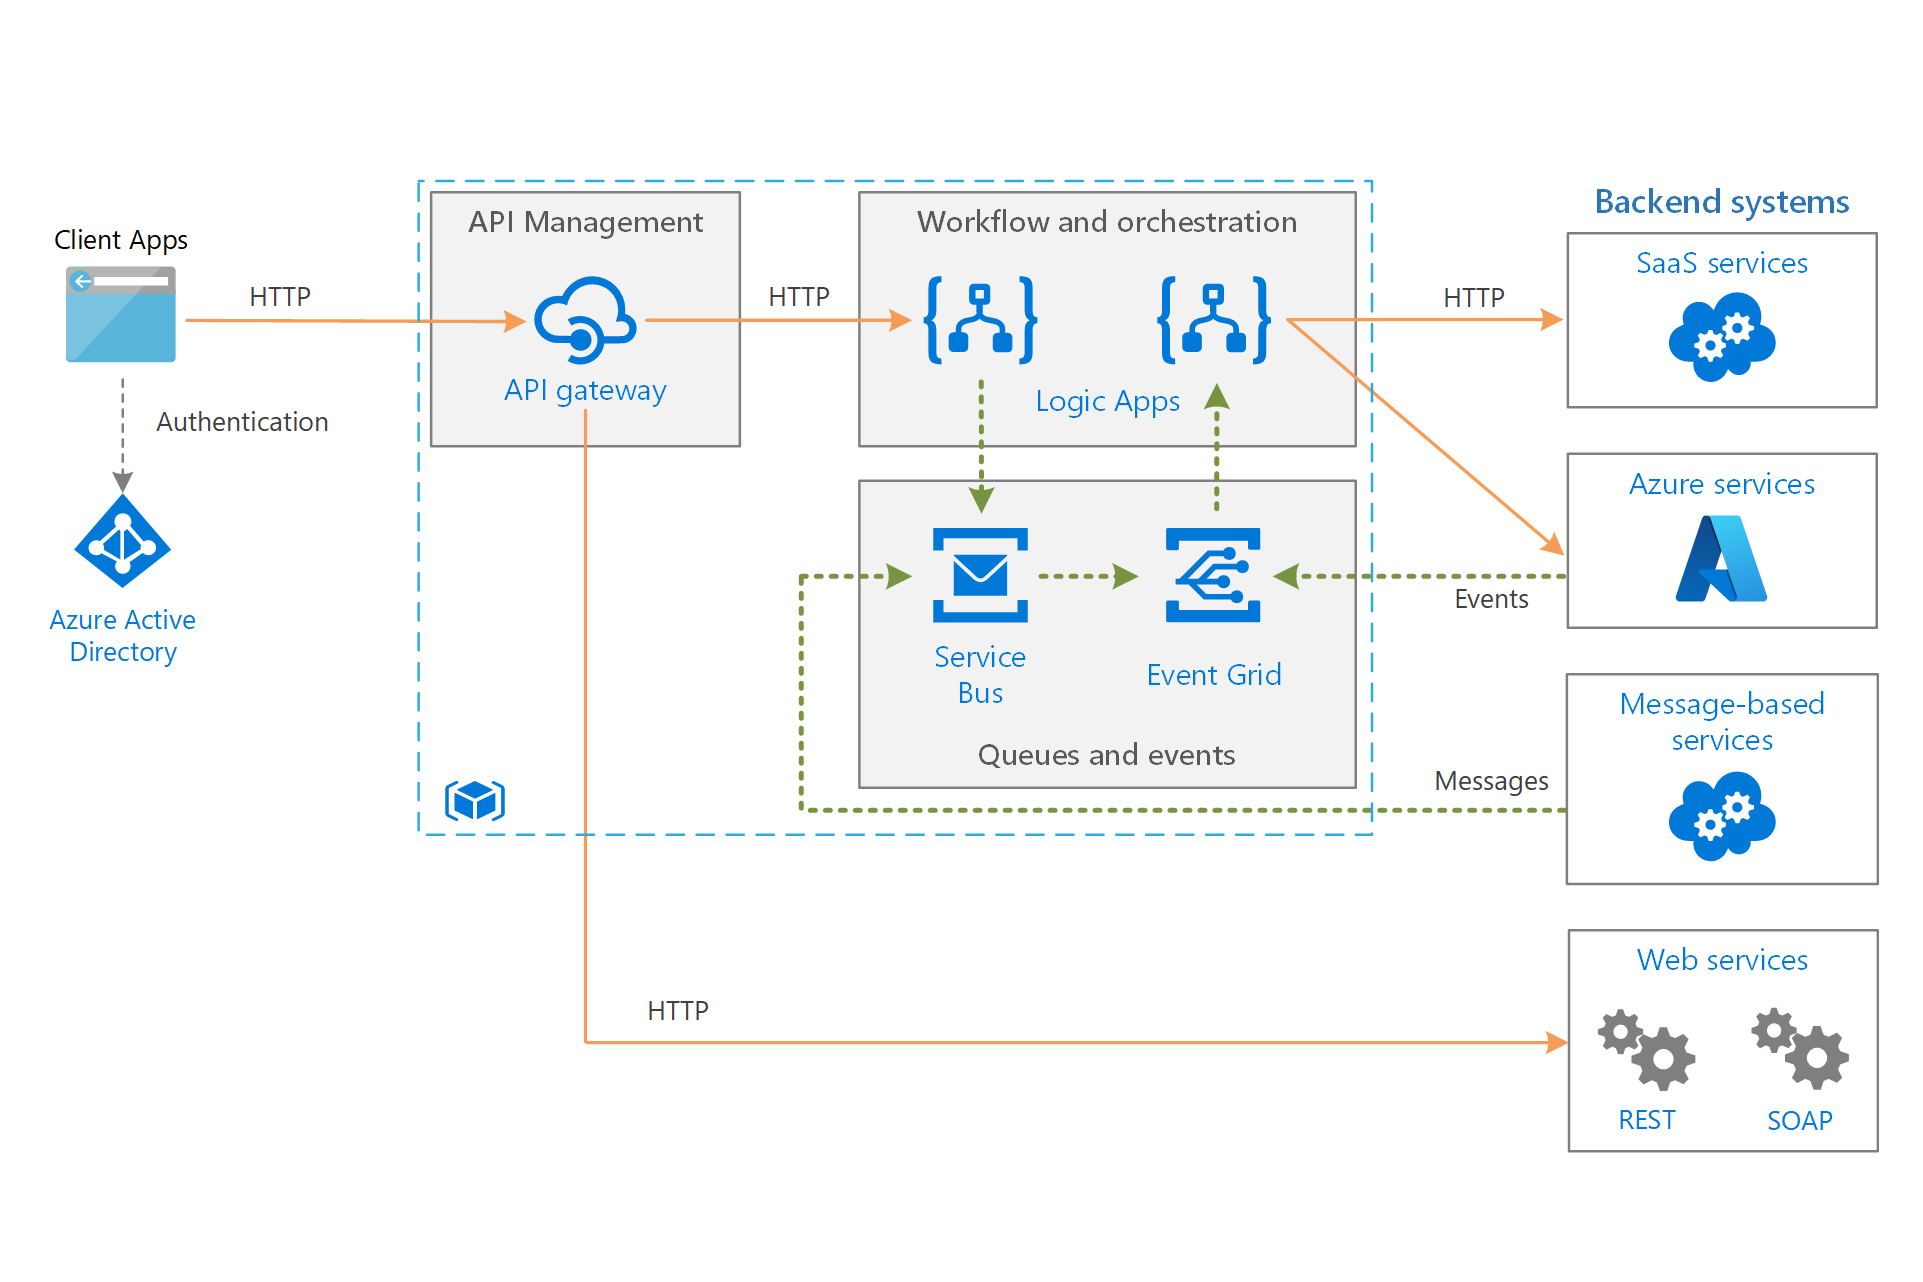 Client Apps
HTTP
Authentication
Azure Active
Directory
API Management
API gateway
HTTP
Workflow and orchestration
Logic Apps
Service
Bus
Event Grid
Queues and events
HTTP
Events
Messages
HTTP
Backend systems
SaaS services
Azure services
Message-based
services
Web services
REST
SOAP